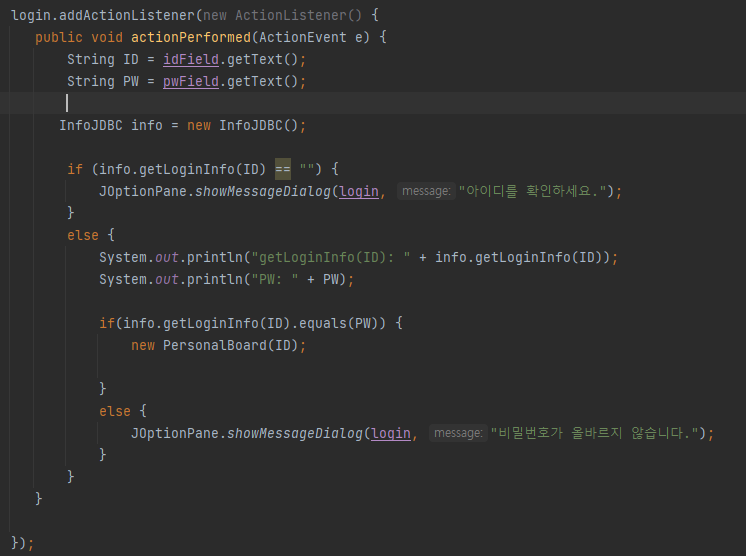 login.addActionListener(new ActionListener() {
public void actionPerformed(ActionEvent e) {
String ID = idField.getText();
String PW = pwField.getText();
InfoJDBC info = new InfoJDBC();
if (info.getLoginInfo(ID) == "") {
JOptionPane.showMessageDialog(login, message: "아이디를 확인하세요.");
}
else {
System.out.println("getLoginInfo(ID): " + info.getLoginInfo(ID));
System.out.println("PW: " + PW);
if(info.getLoginInfo(ID).equals(PW)) {
new PersonalBoard(ID);
}
else {
JOptionPane.showMessageDialog(login, message: "비밀번호가 올바르지 않습니다.");
}
}
}
});